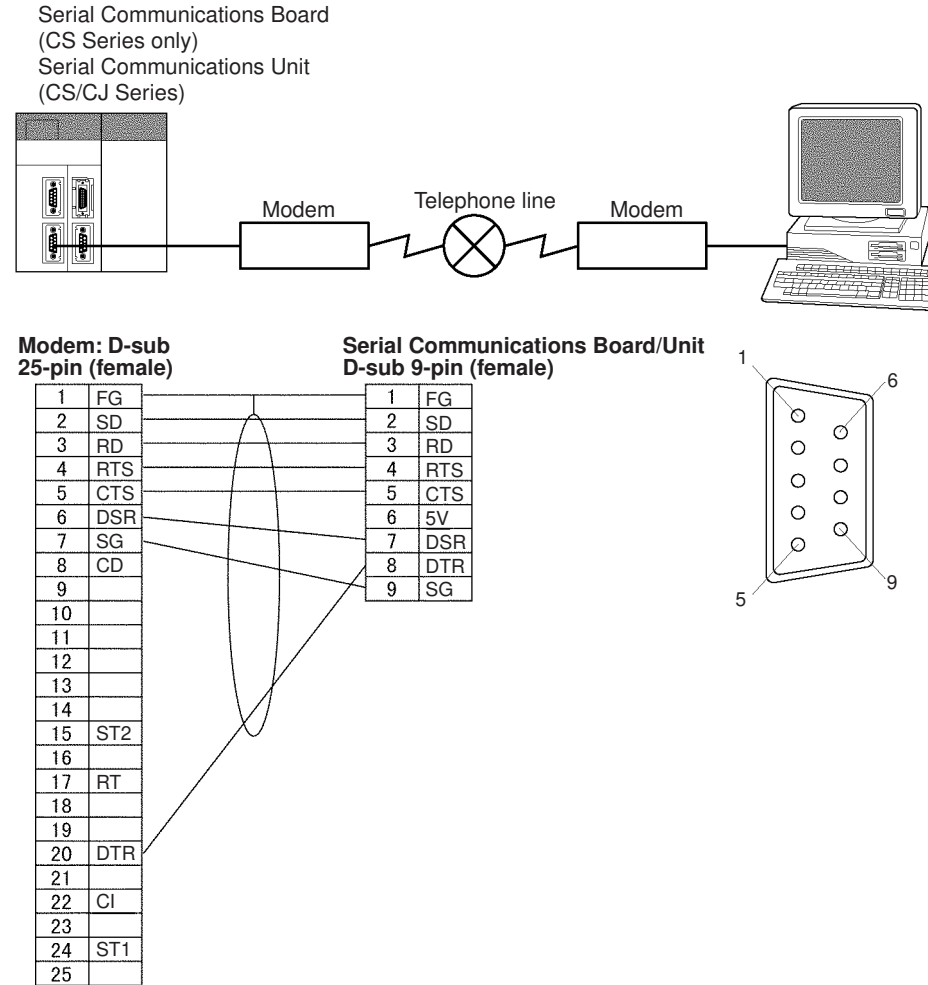 Serial Communications Board
(CS Series only)
Serial Communications Unit
(CS/CJ Series)
Modem
Telephone line
Modem
Modem: D-sub
25-pin (female)
1 FG
2 SD
3 RD
4 RTS
5 CTS
6 DSR
7 SG
8 CD
9
10
11
12
13
14
15 ST2
16
17 RT
18
19
20 DTR
21
22 CI
23
24 ST1
25
Serial Communications Board/Unit
D-sub 9-pin (female)
1 FG
2 SD
3 RD
4 RTS
5 CTS
6 5V
7 DSR
8 DTR
9 SG
1
6
5
9